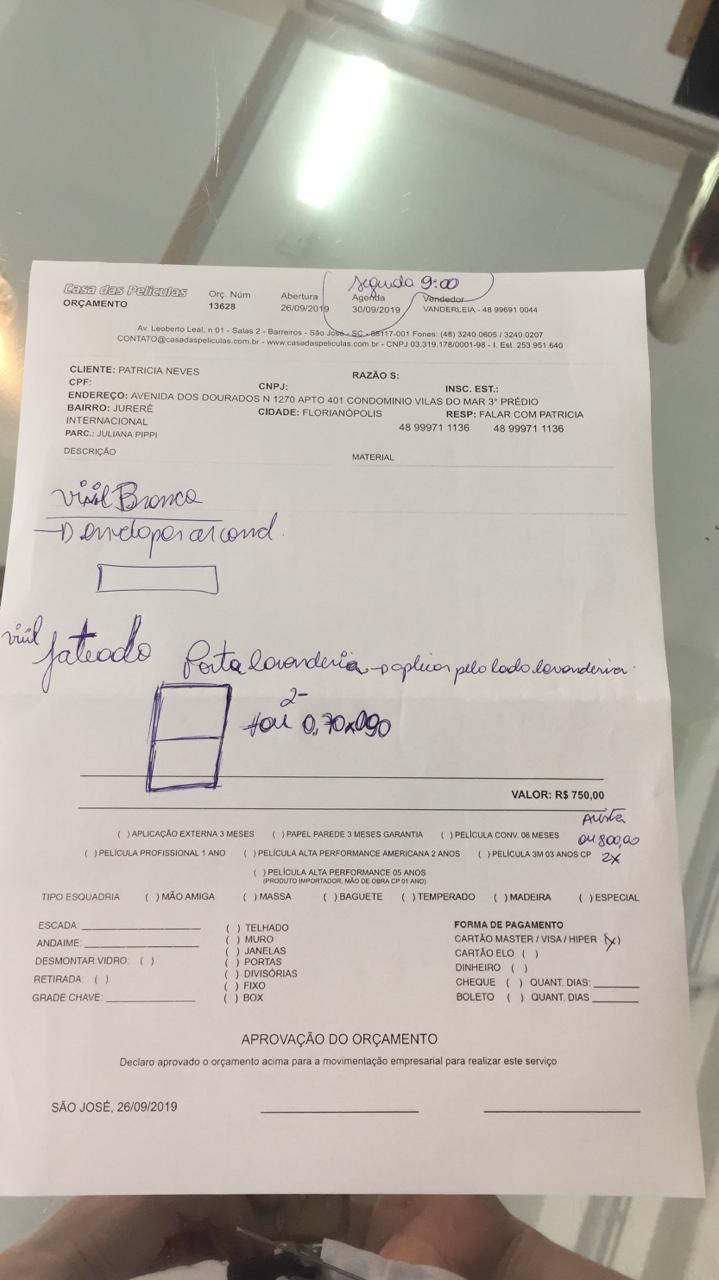 segunda 9:00
Casa das Películas
ORÇAMENTO
Orç. Núm
13628
Abertura
26/09/2019
Agenda
30/09/2019
Vendedor
VANDERLEIA - 48 99691 0044
Av. Leoberto Leal, n 01 - Salas 2 - Barreiros - São José - SC - 88117-001 Fones: (48) 3240.0605 / 3240.0207
CONTATO@casadaspeliculas.com.br - www.casadaspeliculas.com.br - CNPJ 03.319.178/0001-98 - I. Est. 253.951.640
CLIENTE: PATRICIA NEVES
RAZÃO S:
CPF:
CNPJ:
INSC. EST.:
ENDEREÇO: AVENIDA DOS DOURADOS N 1270 APTO 401 CONDOMINIO VILAS DO MAR 3° PRÉDIO
BAIRRO: JURERÊ INTERNACIONAL
CIDADE: FLORIANÓPOLIS
RESP: FALAR COM PATRICIA
48 99971 1136 48 99971 1136
PARC.: JULIANA PIPPI
DESCRIÇÃO
MATERIAL
Branco
envelopar ar cond.
jateado Porta lavanderia aplicar pelo lado lavanderia.
2-
0,70x090
VALOR: R$ 750,00
ou 800,00
2x
( ) APLICAÇÃO EXTERNA 3 MESES ( ) PAPEL PAREDE 3 MESES GARANTIA ( ) PELÍCULA CONV. 06 MESES
( ) PELÍCULA PROFISSIONAL 1 ANO ( ) PELÍCULA ALTA PERFORMANCE AMERICANA 2 ANOS ( ) PELÍCULA 3M 03 ANOS CP
( ) PELÍCULA ALTA PERFORMANCE 05 ANOS
(PRODUTO IMPORTADOR, MÃO DE OBRA CP 01 ANO)
TIPO ESQUADRIA ( ) MÃO AMIGA ( ) MASSA ( ) BAGUETE ( ) TEMPERADO ( ) MADEIRA ( ) ESPECIAL
ESCADA:
ANDAIME:
DESMONTAR VIDRO: ( )
RETIRADA: ( )
GRADE CHAVE:
( ) TELHADO
( ) MURO
( ) JANELAS
( ) PORTAS
( ) DIVISÓRIAS
( ) FIXO
( ) BOX
FORMA DE PAGAMENTO
CARTÃO MASTER / VISA / HIPER (x)
CARTÃO ELO ( )
DINHEIRO ( )
CHEQUE ( ) QUANT. DIAS:
BOLETO ( ) QUANT. DIAS
APROVAÇÃO DO ORÇAMENTO
Declaro aprovado o orçamento acima para a movimentação empresarial para realizar este serviço
SÃO JOSÉ, 26/09/2019